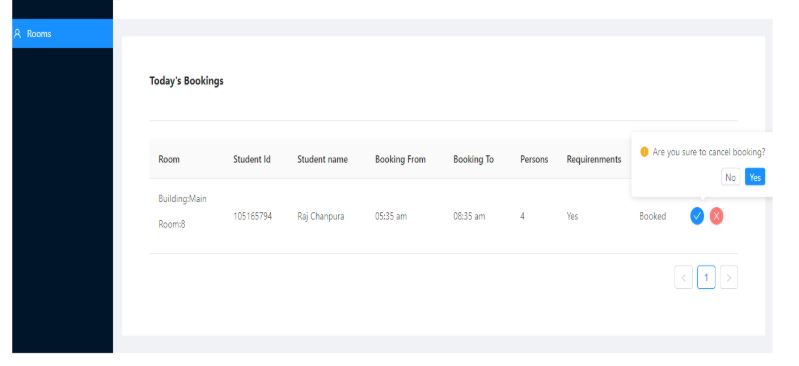 Rooms
Today's Bookings
Are you sure to cancel booking?
No Yes
Room Student Id Student name Booking From Booking To Persons Requirenments
Building:Main
Room:8 105165794 Raj Chanpura 05:35 am 08:35 am 4 Yes Booked
1